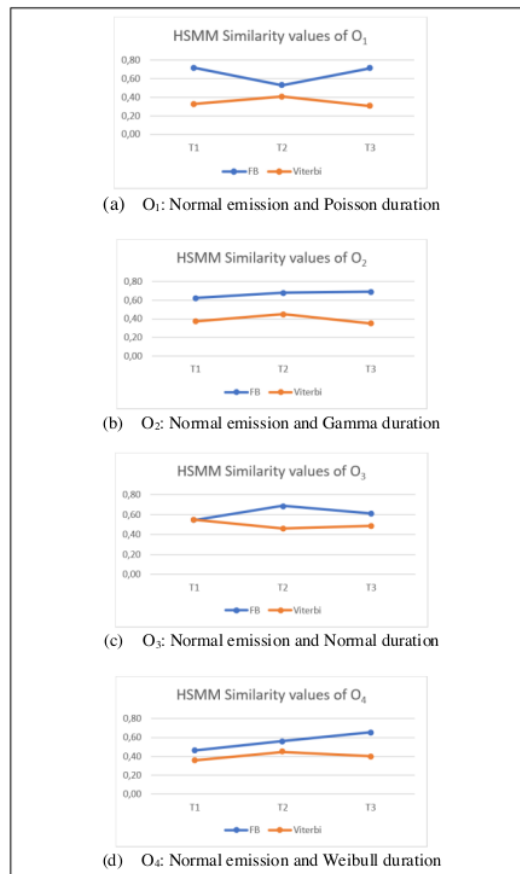 HSMM Similarity values of O₁
0,80
0,60
0,40
0,20
0,00
T1 T2 T3
FB Viterbi
(a) O₁: Normal emission and Poisson duration
HSMM Similarity values of O₂
0,80
0,60
0,40
0,20
0,00
T1 T2 T3
FB Viterbi
(b) O₂: Normal emission and Gamma duration
HSMM Similarity values of O₃
0,80
0,60
0,40
0,20
0,00
T1 T2 T3
FB Viterbi
(c) O₃: Normal emission and Normal duration
HSMM Similarity values of O₄
0,80
0,60
0,40
0,20
0,00
T1 T2 T3
FB Viterbi
(d) O₄: Normal emission and Weibull duration